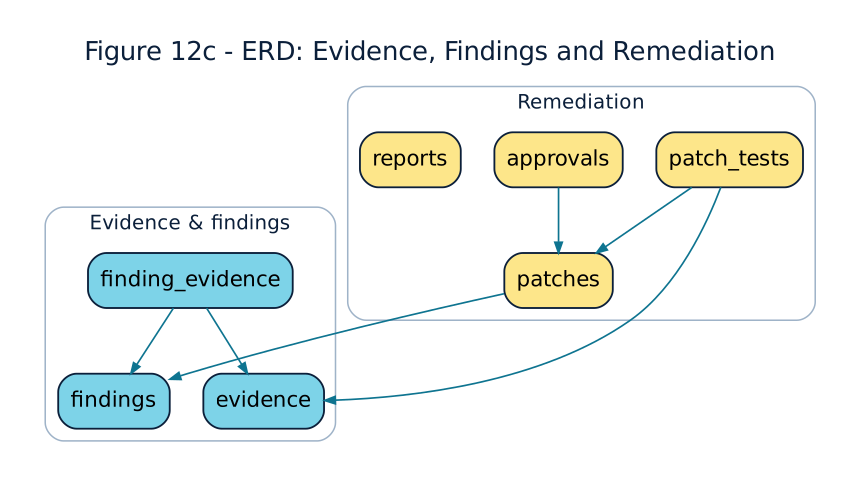 Figure 12c - ERD: Evidence, Findings and Remediation
Remediation
reports
approvals
patch_tests
Evidence & findings
finding_evidence
patches
findings
evidence